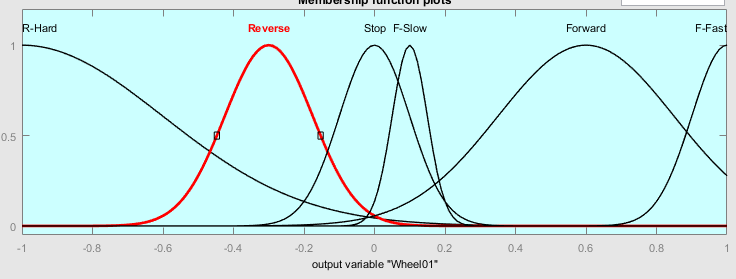 Membership function plots
R-Hard Reverse Stop F-Slow Forward F-Fast
1
0.5
0
-1 -0.8 -0.6 -0.4 -0.2 0 0.2 0.4 0.6 0.8 1
output variable "Wheel01"